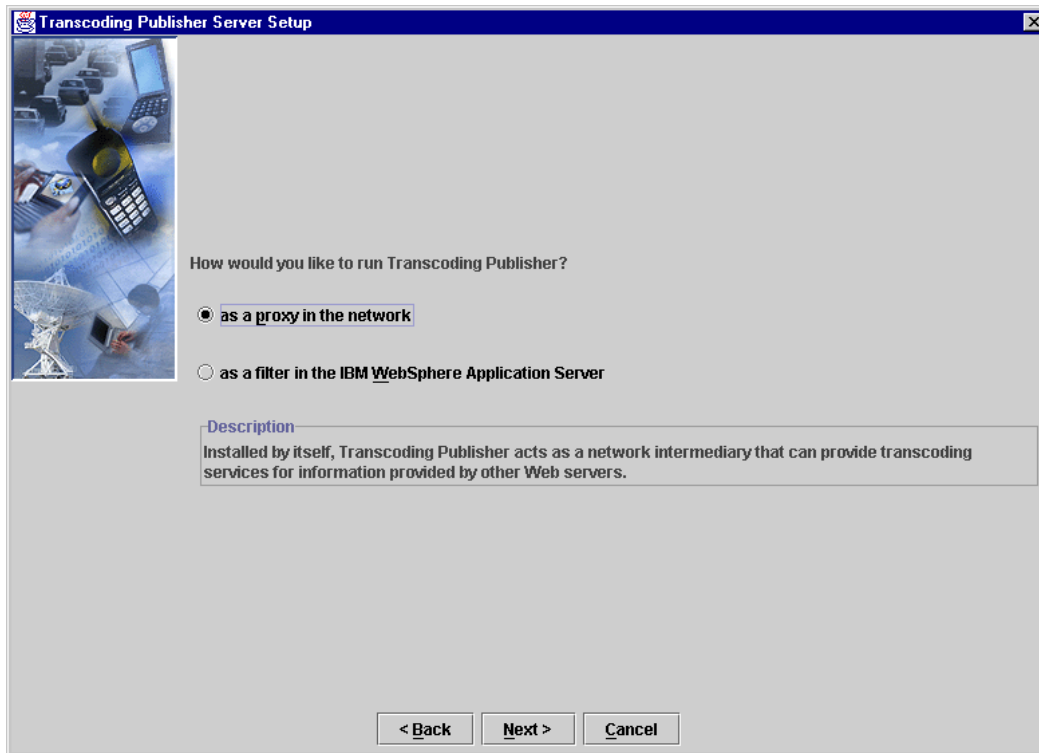 Transcoding Publisher Server Setup
How would you like to run Transcoding Publisher?
as a proxy in the network
as a filter in the IBM WebSphere Application Server
Description
Installed by itself, Transcoding Publisher acts as a network intermediary that can provide transcoding
services for information provided by other Web servers.
< Back Next > Cancel